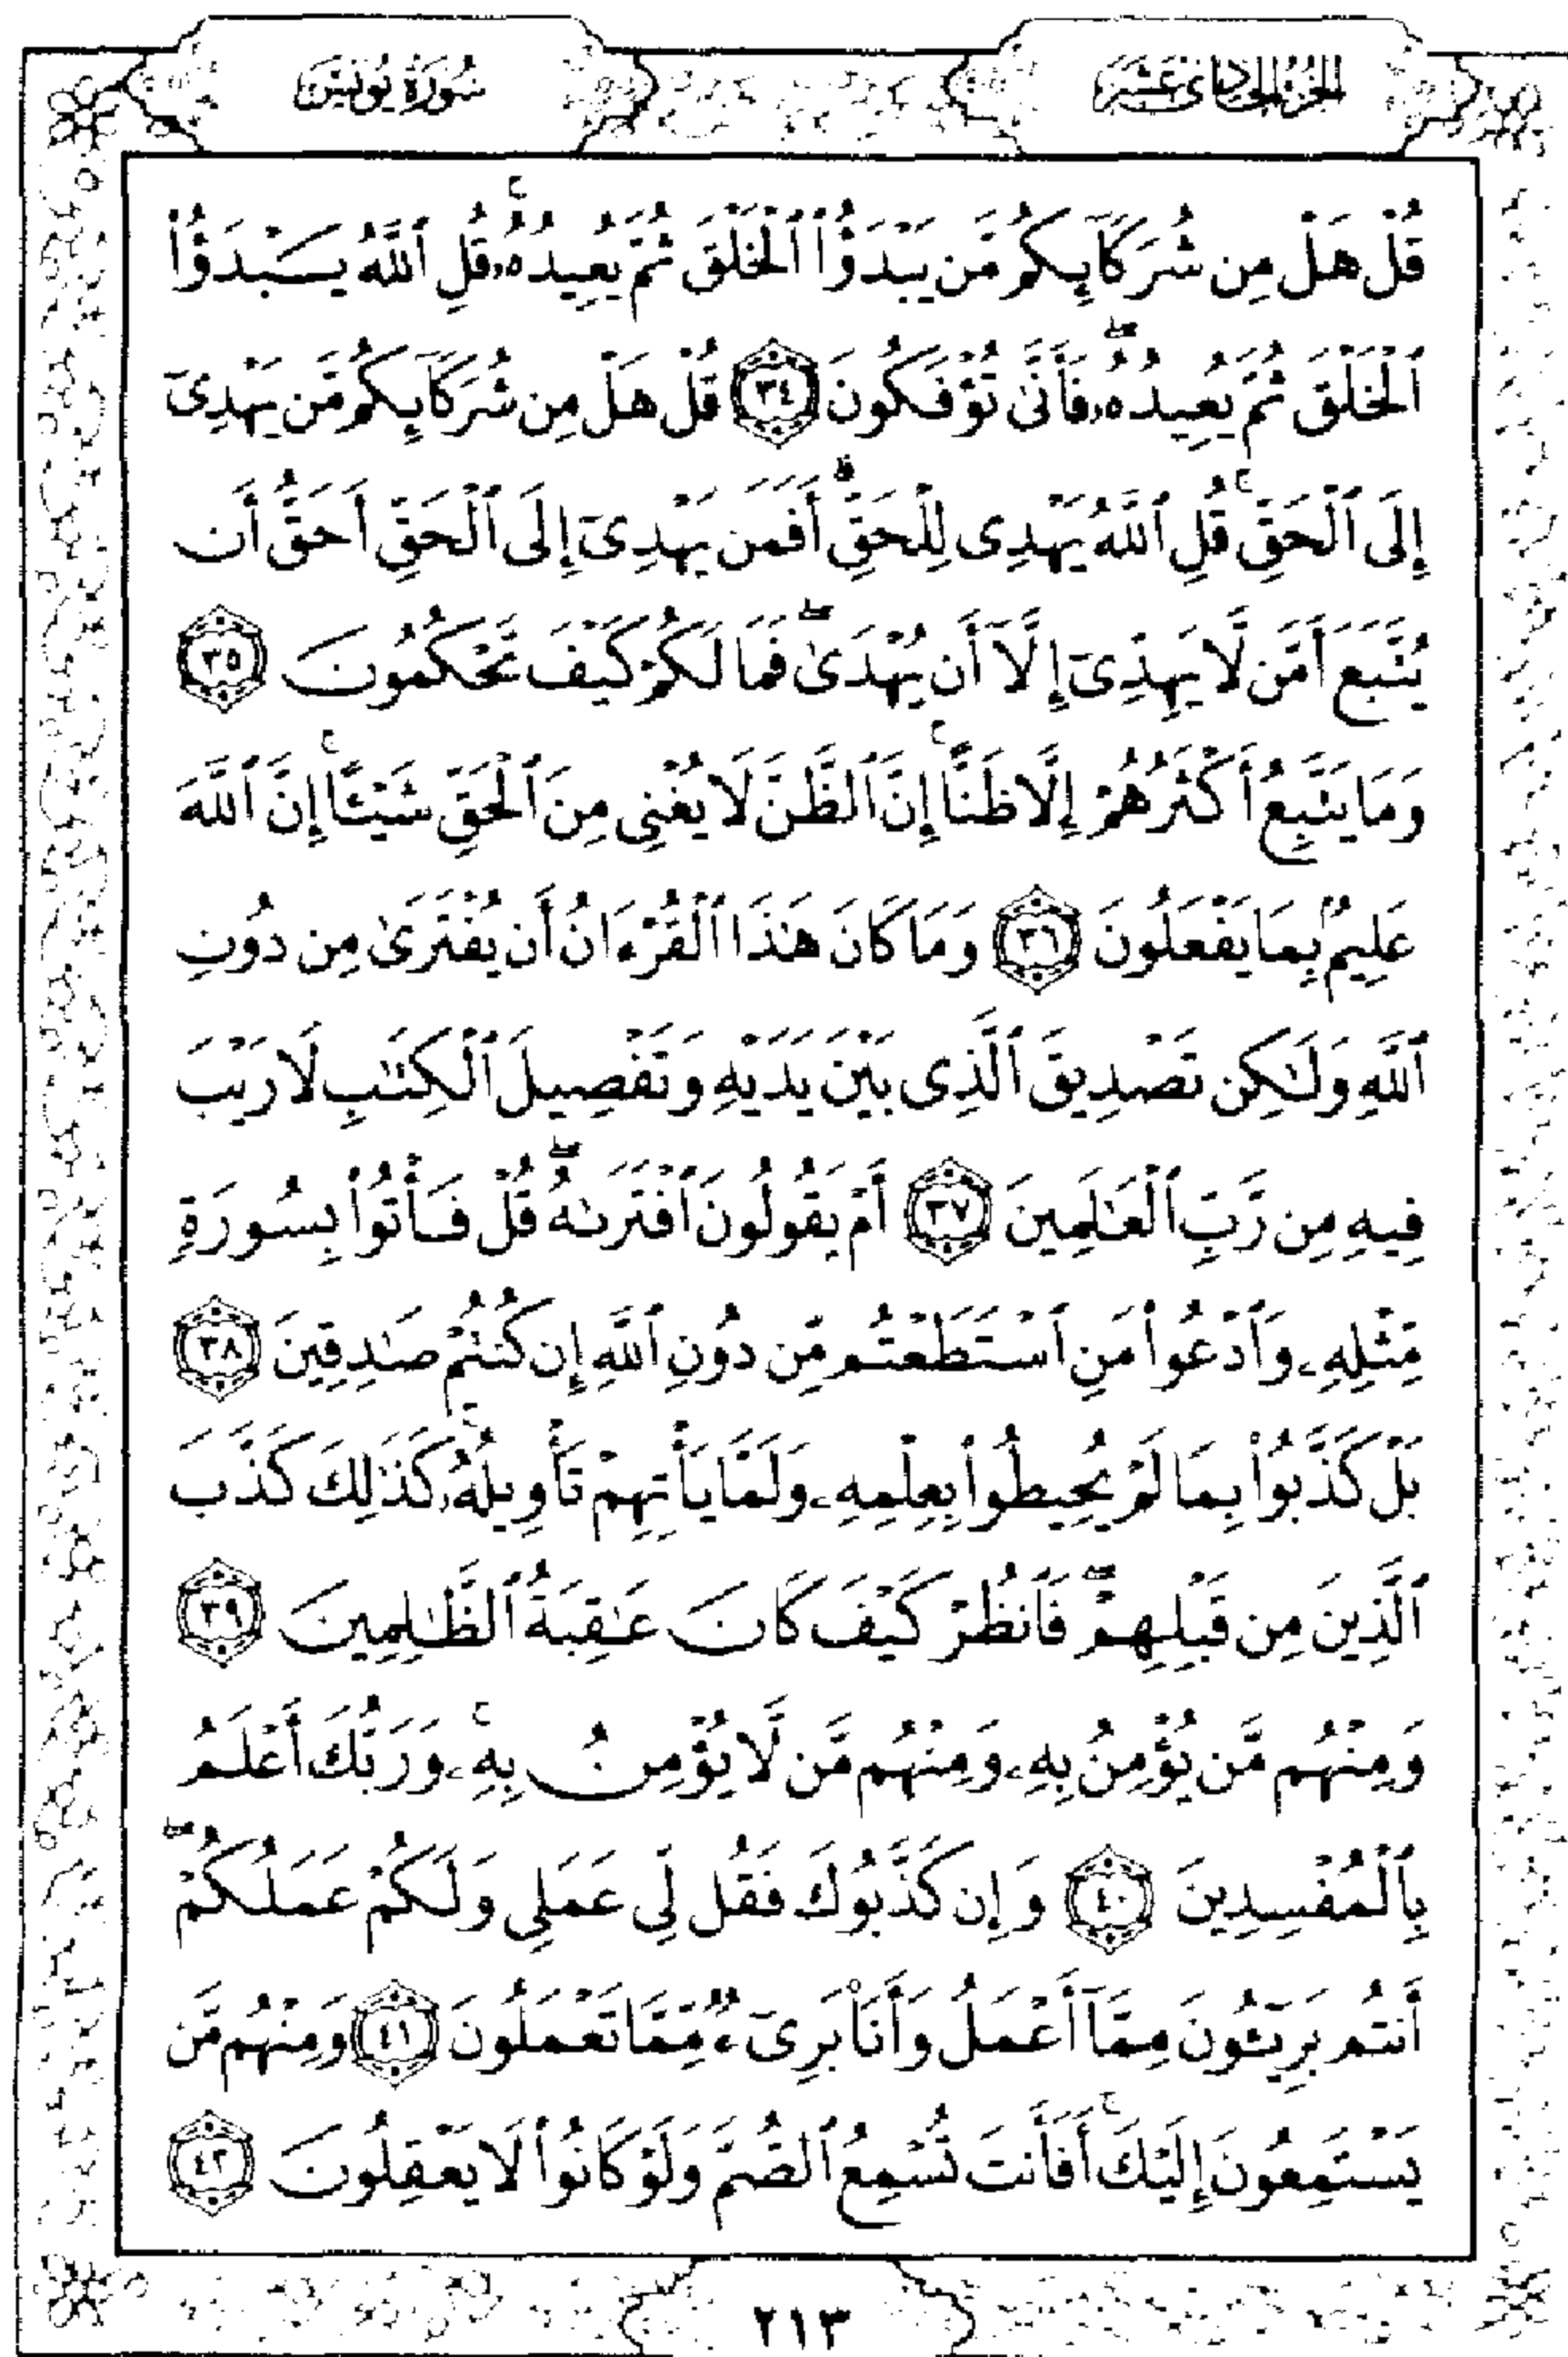 الجزء الحادي عشر
سورة يونس
قُلْ هَلْ مِن شُرَكَآئِكُم مَّن يَبْدَؤُا۟ ٱلْخَلْقَ ثُمَّ يُعِيدُهُۥ ۚ قُلِ ٱللَّهُ يَبْدَؤُا۟
ٱلْخَلْقَ ثُمَّ يُعِيدُهُۥ ۖ فَأَنَّىٰ تُؤْفَكُونَ ٣٤ قُلْ هَلْ مِن شُرَكَآئِكُم مَّن يَهْدِىٓ
إِلَى ٱلْحَقِّ ۚ قُلِ ٱللَّهُ يَهْدِى لِلْحَقِّ ۗ أَفَمَن يَهْدِىٓ إِلَى ٱلْحَقِّ أَحَقُّ أَن
يُتَّبَعَ أَمَّن لَّا يَهِدِّىٓ إِلَّآ أَن يُهْدَىٰ ۖ فَمَا لَكُمْ كَيْفَ تَحْكُمُونَ ٣٥
وَمَا يَتَّبِعُ أَكْثَرُهُمْ إِلَّا ظَنًّا ۚ إِنَّ ٱلظَّنَّ لَا يُغْنِى مِنَ ٱلْحَقِّ شَيْـًٔا ۚ إِنَّ ٱللَّهَ
عَلِيمٌۢ بِمَا يَفْعَلُونَ ٣٦ وَمَا كَانَ هَـٰذَا ٱلْقُرْءَانُ أَن يُفْتَرَىٰ مِن دُونِ
ٱللَّهِ وَلَـٰكِن تَصْدِيقَ ٱلَّذِى بَيْنَ يَدَيْهِ وَتَفْصِيلَ ٱلْكِتَـٰبِ لَا رَيْبَ
فِيهِ مِن رَّبِّ ٱلْعَـٰلَمِينَ ٣٧ أَمْ يَقُولُونَ ٱفْتَرَىٰهُ ۖ قُلْ فَأْتُوا۟ بِسُورَةٍ
مِّثْلِهِۦ وَٱدْعُوا۟ مَنِ ٱسْتَطَعْتُم مِّن دُونِ ٱللَّهِ إِن كُنتُمْ صَـٰدِقِينَ ٣٨
بَلْ كَذَّبُوا۟ بِمَا لَمْ يُحِيطُوا۟ بِعِلْمِهِۦ وَلَمَّا يَأْتِهِمْ تَأْوِيلُهُۥ ۚ كَذَٰلِكَ كَذَّبَ
ٱلَّذِينَ مِن قَبْلِهِمْ ۖ فَٱنظُرْ كَيْفَ كَانَ عَـٰقِبَةُ ٱلظَّـٰلِمِينَ ٣٩
وَمِنْهُم مَّن يُؤْمِنُ بِهِۦ وَمِنْهُم مَّن لَّا يُؤْمِنُ بِهِۦ ۚ وَرَبُّكَ أَعْلَمُ
بِٱلْمُفْسِدِينَ ٤٠ وَإِن كَذَّبُوكَ فَقُل لِّى عَمَلِى وَلَكُمْ عَمَلُكُمْ ۖ
أَنتُم بَرِيٓـُٔونَ مِمَّآ أَعْمَلُ وَأَنَا۠ بَرِىٓءٌ مِّمَّا تَعْمَلُونَ ٤١ وَمِنْهُم مَّن
يَسْتَمِعُونَ إِلَيْكَ ۚ أَفَأَنتَ تُسْمِعُ ٱلصُّمَّ وَلَوْ كَانُوا۟ لَا يَعْقِلُونَ ٤٢
٢١٣